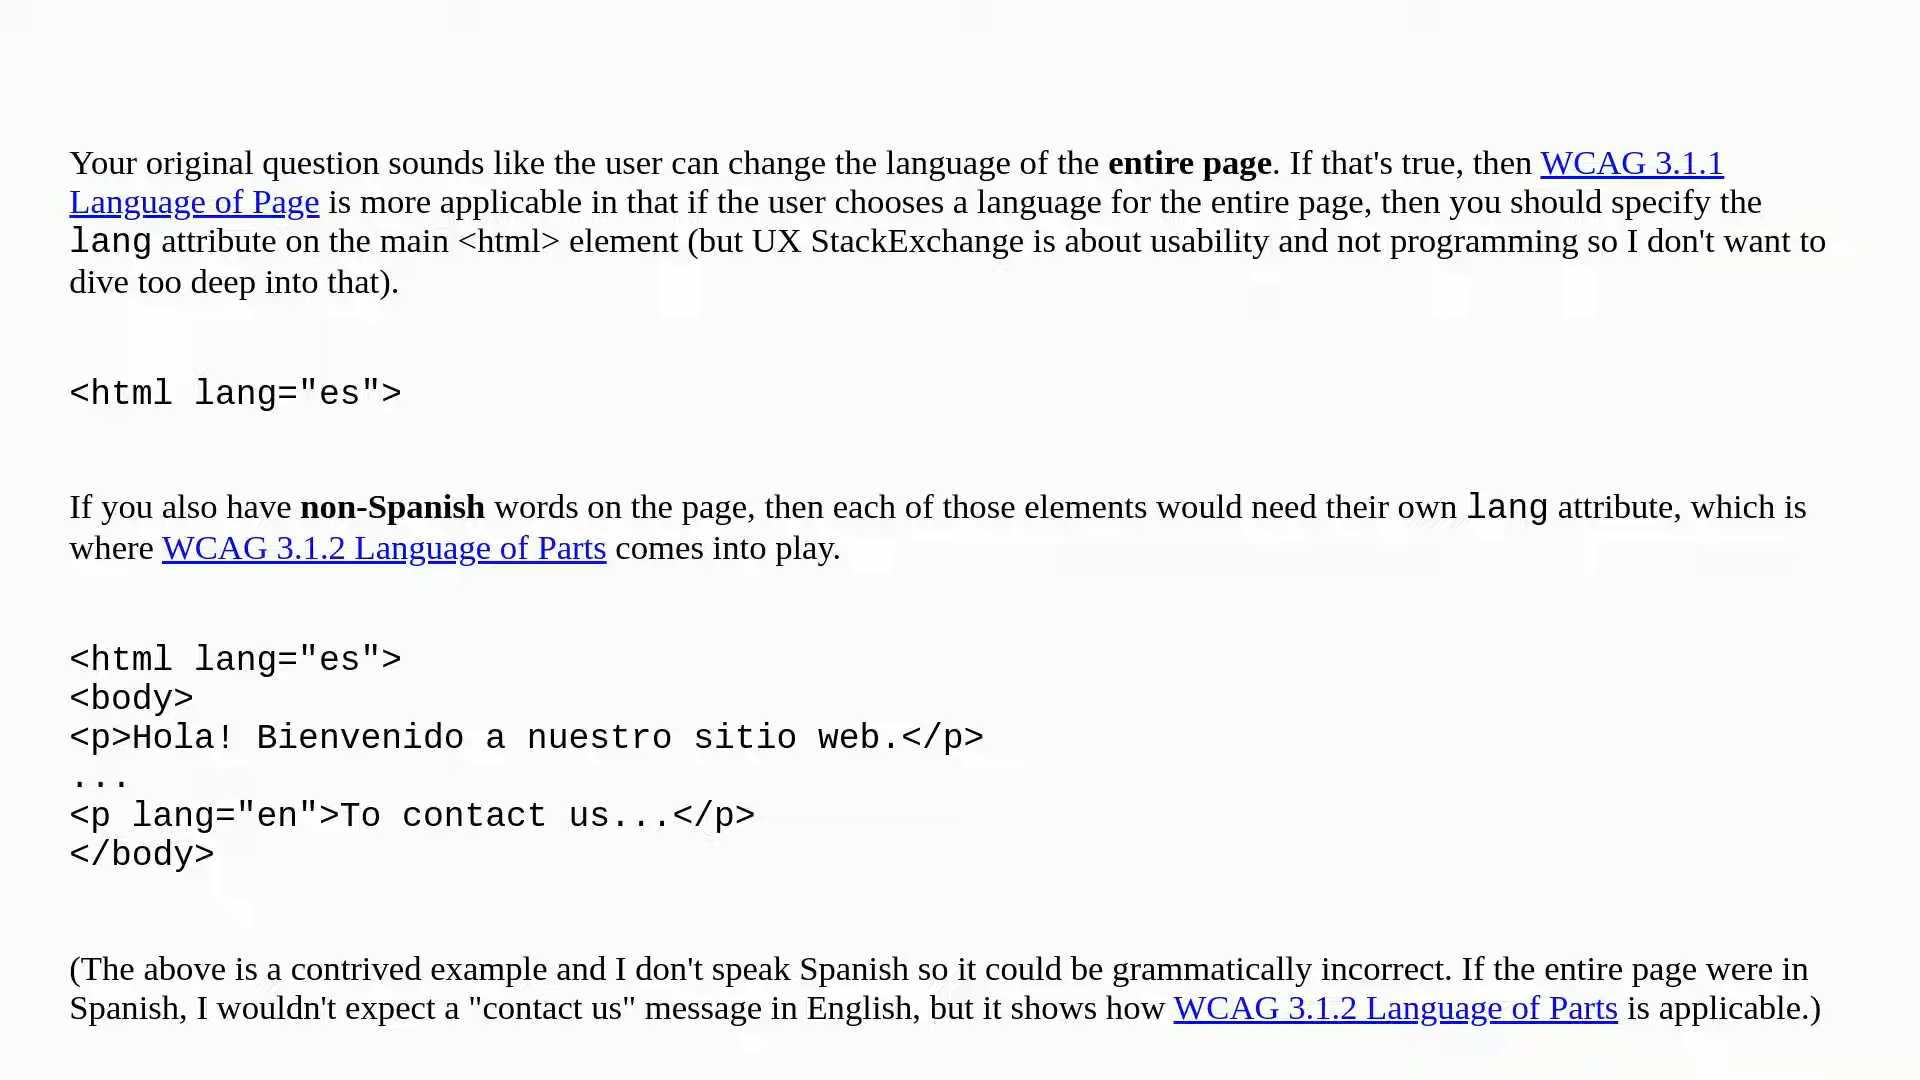 Your original question sounds like the user can change the language of the entire page. If that's true, then WCAG 3.1.1
Language of Page is more applicable in that if the user chooses a language for the entire page, then you should specify the
lang attribute on the main <html> element (but UX StackExchange is about usability and not programming so I don't want to
dive too deep into that).
<html lang="es">
If you also have non-Spanish words on the page, then each of those elements would need their own lang attribute, which is
where WCAG 3.1.2 Language of Parts comes into play.
<html lang="es">
<body>
<p>Hola! Bienvenido a nuestro sitio web.</p>
...
<p lang="en">To contact us...</p>
</body>
(The above is a contrived example and I don't speak Spanish so it could be grammatically incorrect. If the entire page were in
Spanish, I wouldn't expect a "contact us" message in English, but it shows how WCAG 3.1.2 Language of Parts is applicable.)